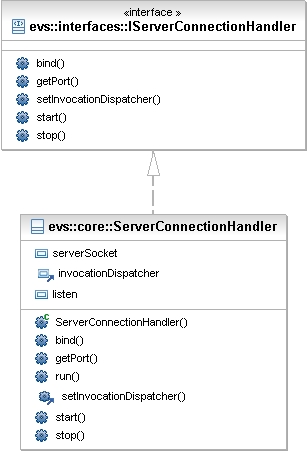 «interface »
evs::interfaces::IServerConnectionHandler
bind()
getPort()
setInvocationDispatcher()
start()
stop()
evs::core::ServerConnectionHandler
serverSocket
invocationDispatcher
listen
ServerConnectionHandler()
bind()
getPort()
run()
setInvocationDispatcher()
start()
stop()